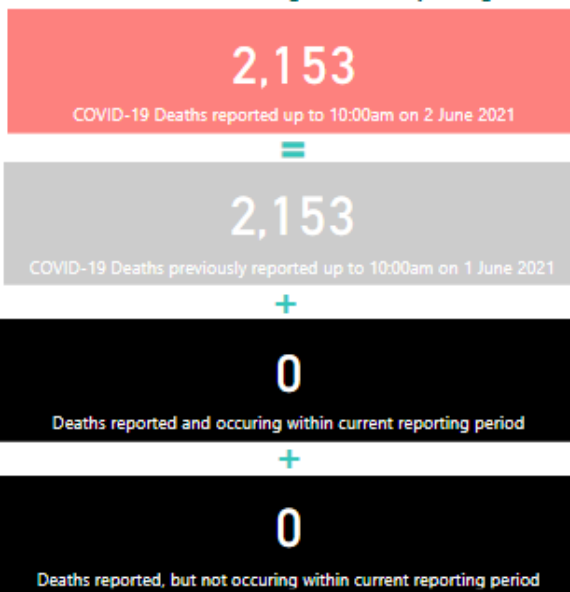 2,153
COVID-19 Deaths reported up to 10:00am on 2 June 2021
=
2,153
COVID-19 Deaths previously reported up to 10:00am on 1 June 2021
+
0
Deaths reported and occuring within current reporting period
+
0
Deaths reported, but not occuring within current reporting period